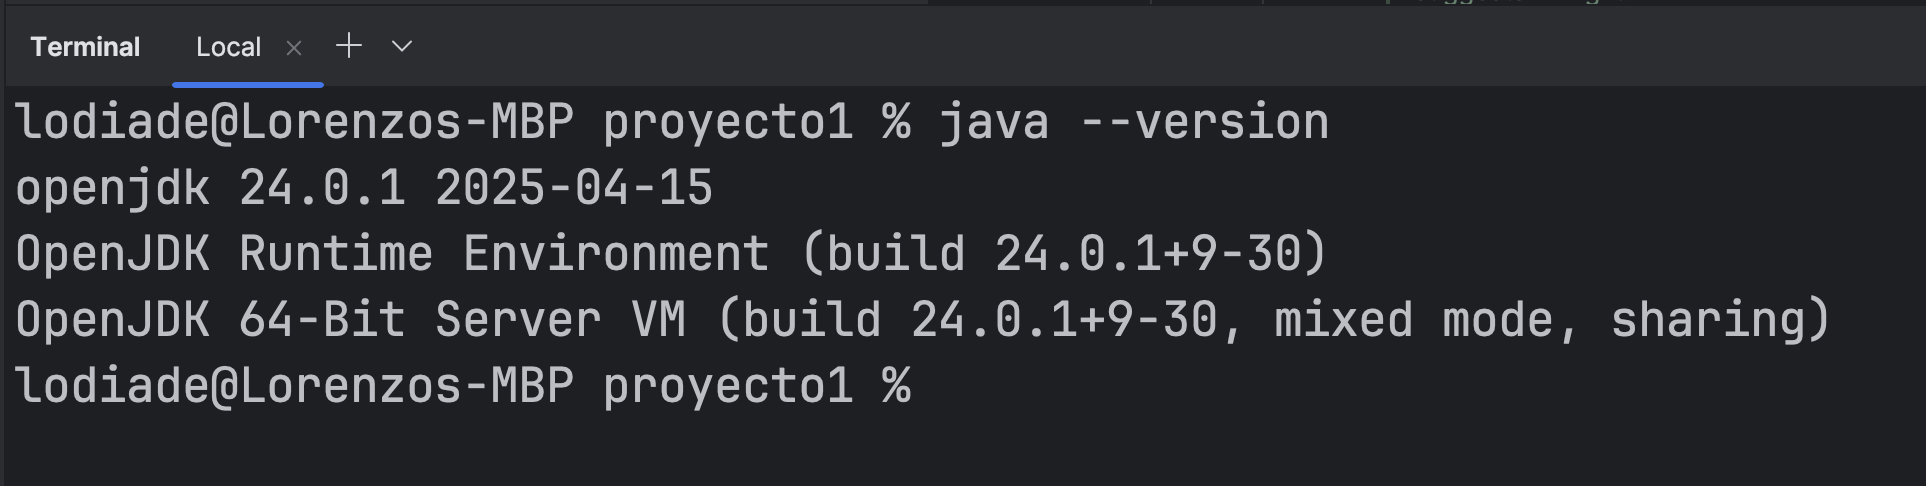 Terminal Local
lodiade@Lorenzos-MBP proyecto1 % java --version
openjdk 24.0.1 2025-04-15
OpenJDK Runtime Environment (build 24.0.1+9-30)
OpenJDK 64-Bit Server VM (build 24.0.1+9-30, mixed mode, sharing)
lodiade@Lorenzos-MBP proyecto1 %